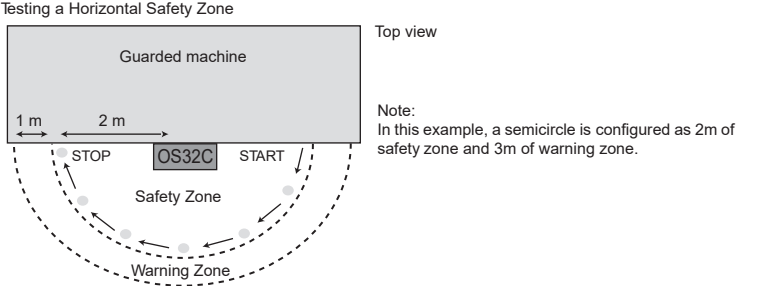 Testing a Horizontal Safety Zone
Top view
Guarded machine
1 m
2 m
Note:
In this example, a semicircle is configured as 2m of
safety zone and 3m of warning zone.
STOP
OS32C
START
Safety Zone
Warning Zone